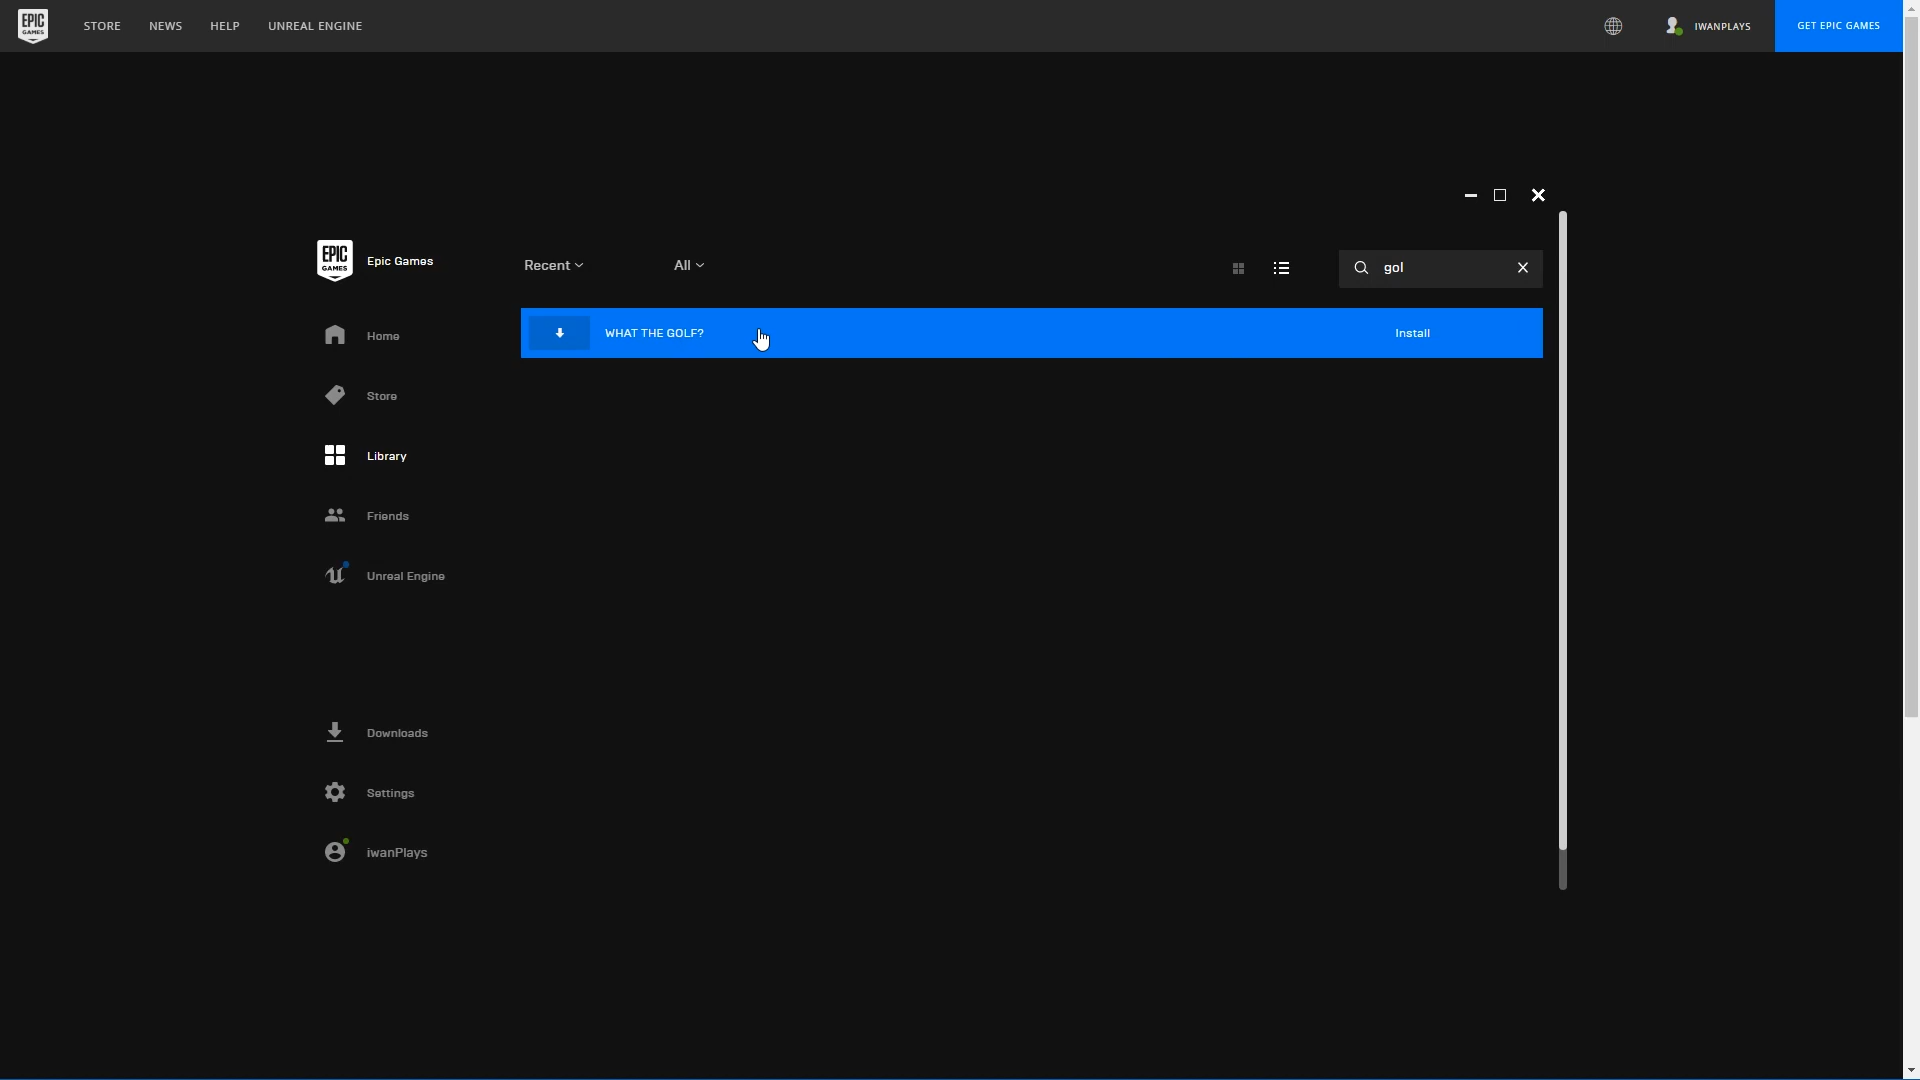 EPIC GAMES STORE NEWS HELP UNREAL ENGINE IWANPLAYS GET EPIC GAMES
EPIC GAMES Epic Games Recent All gol
WHAT THE GOLF? Install
Home
Store
Library
Friends
Unreal Engine
Downloads
Settings
iwanPlays